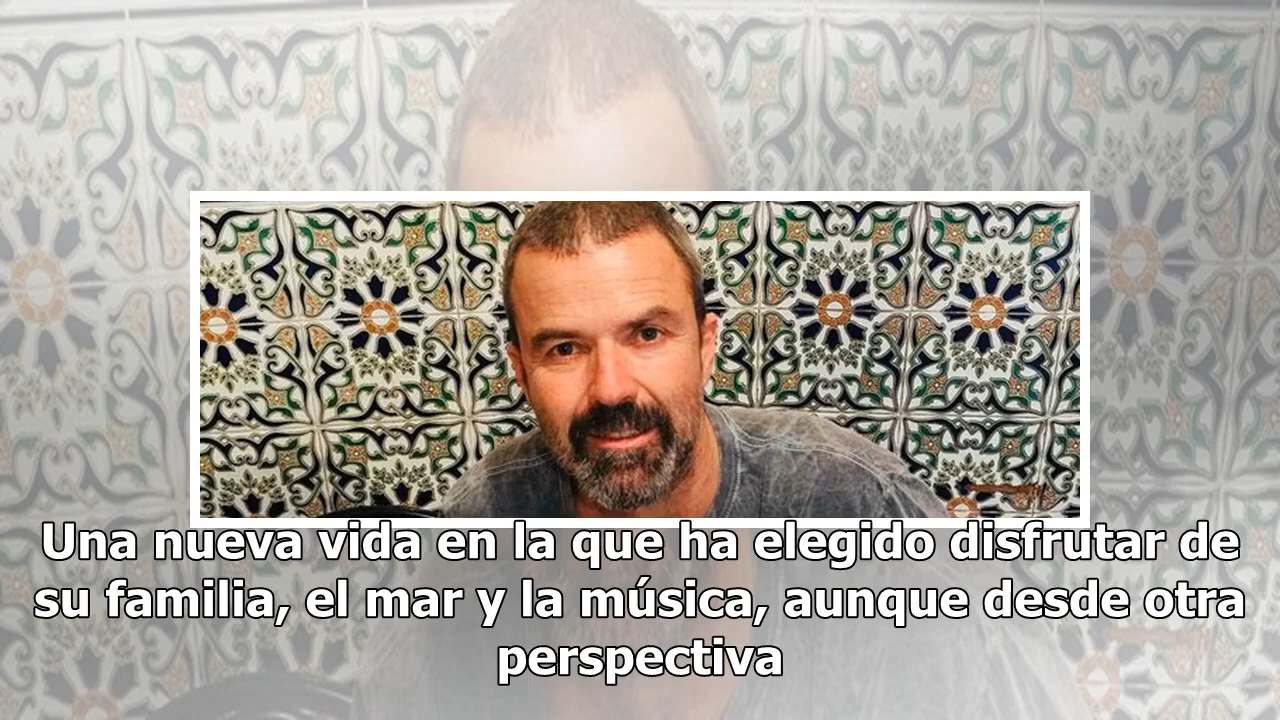 Una nueva vida en la que ha elegido disfrutar de
su familia, el mar y la música, aunque desde otra
perspectiva